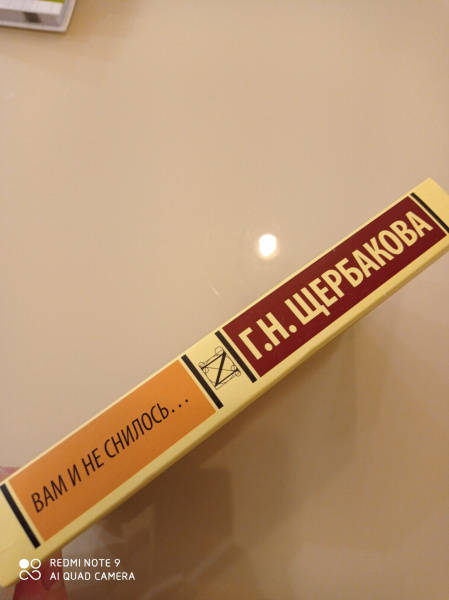 Г.Н. ЩЕРБАКОВА
ВАМ И НЕ СНИЛОСЬ...
REDMI NOTE 9
AI QUAD CAMERA